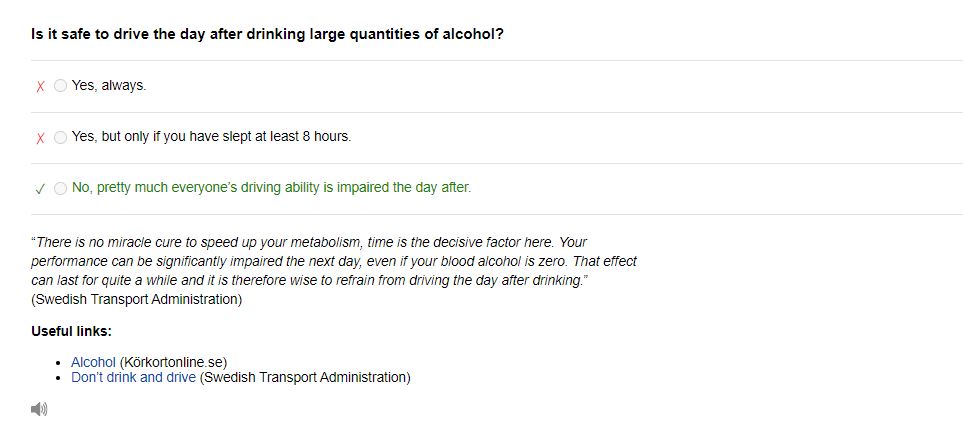 Is it safe to drive the day after drinking large quantities of alcohol?
X Yes, always.
X Yes, but only if you have slept at least 8 hours.
✓ No, pretty much everyone's driving ability is impaired the day after.
“There is no miracle cure to speed up your metabolism, time is the decisive factor here. Your
performance can be significantly impaired the next day, even if your blood alcohol is zero. That effect
can last for quite a while and it is therefore wise to refrain from driving the day after drinking.”
(Swedish Transport Administration)
Useful links:
• Alcohol (Körkortonline.se)
• Don't drink and drive (Swedish Transport Administration)